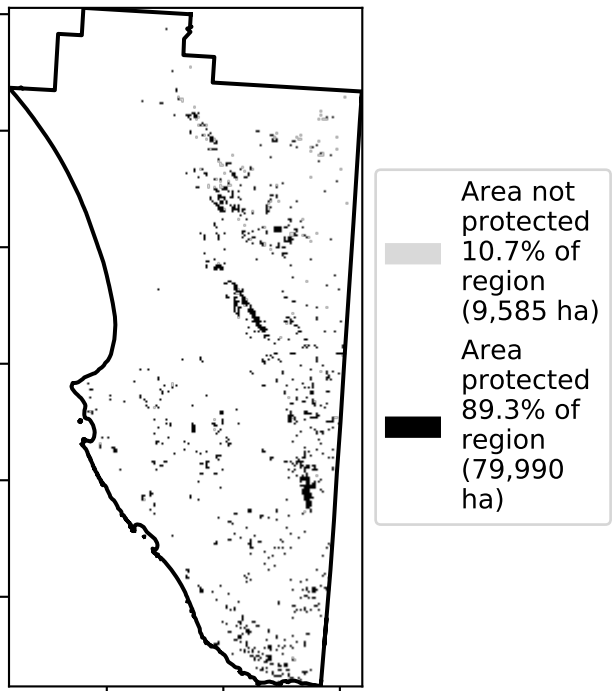 Area not
protected
10.7% of
region
(9,585 ha)
Area
protected
89.3% of
region
(79,990
ha)